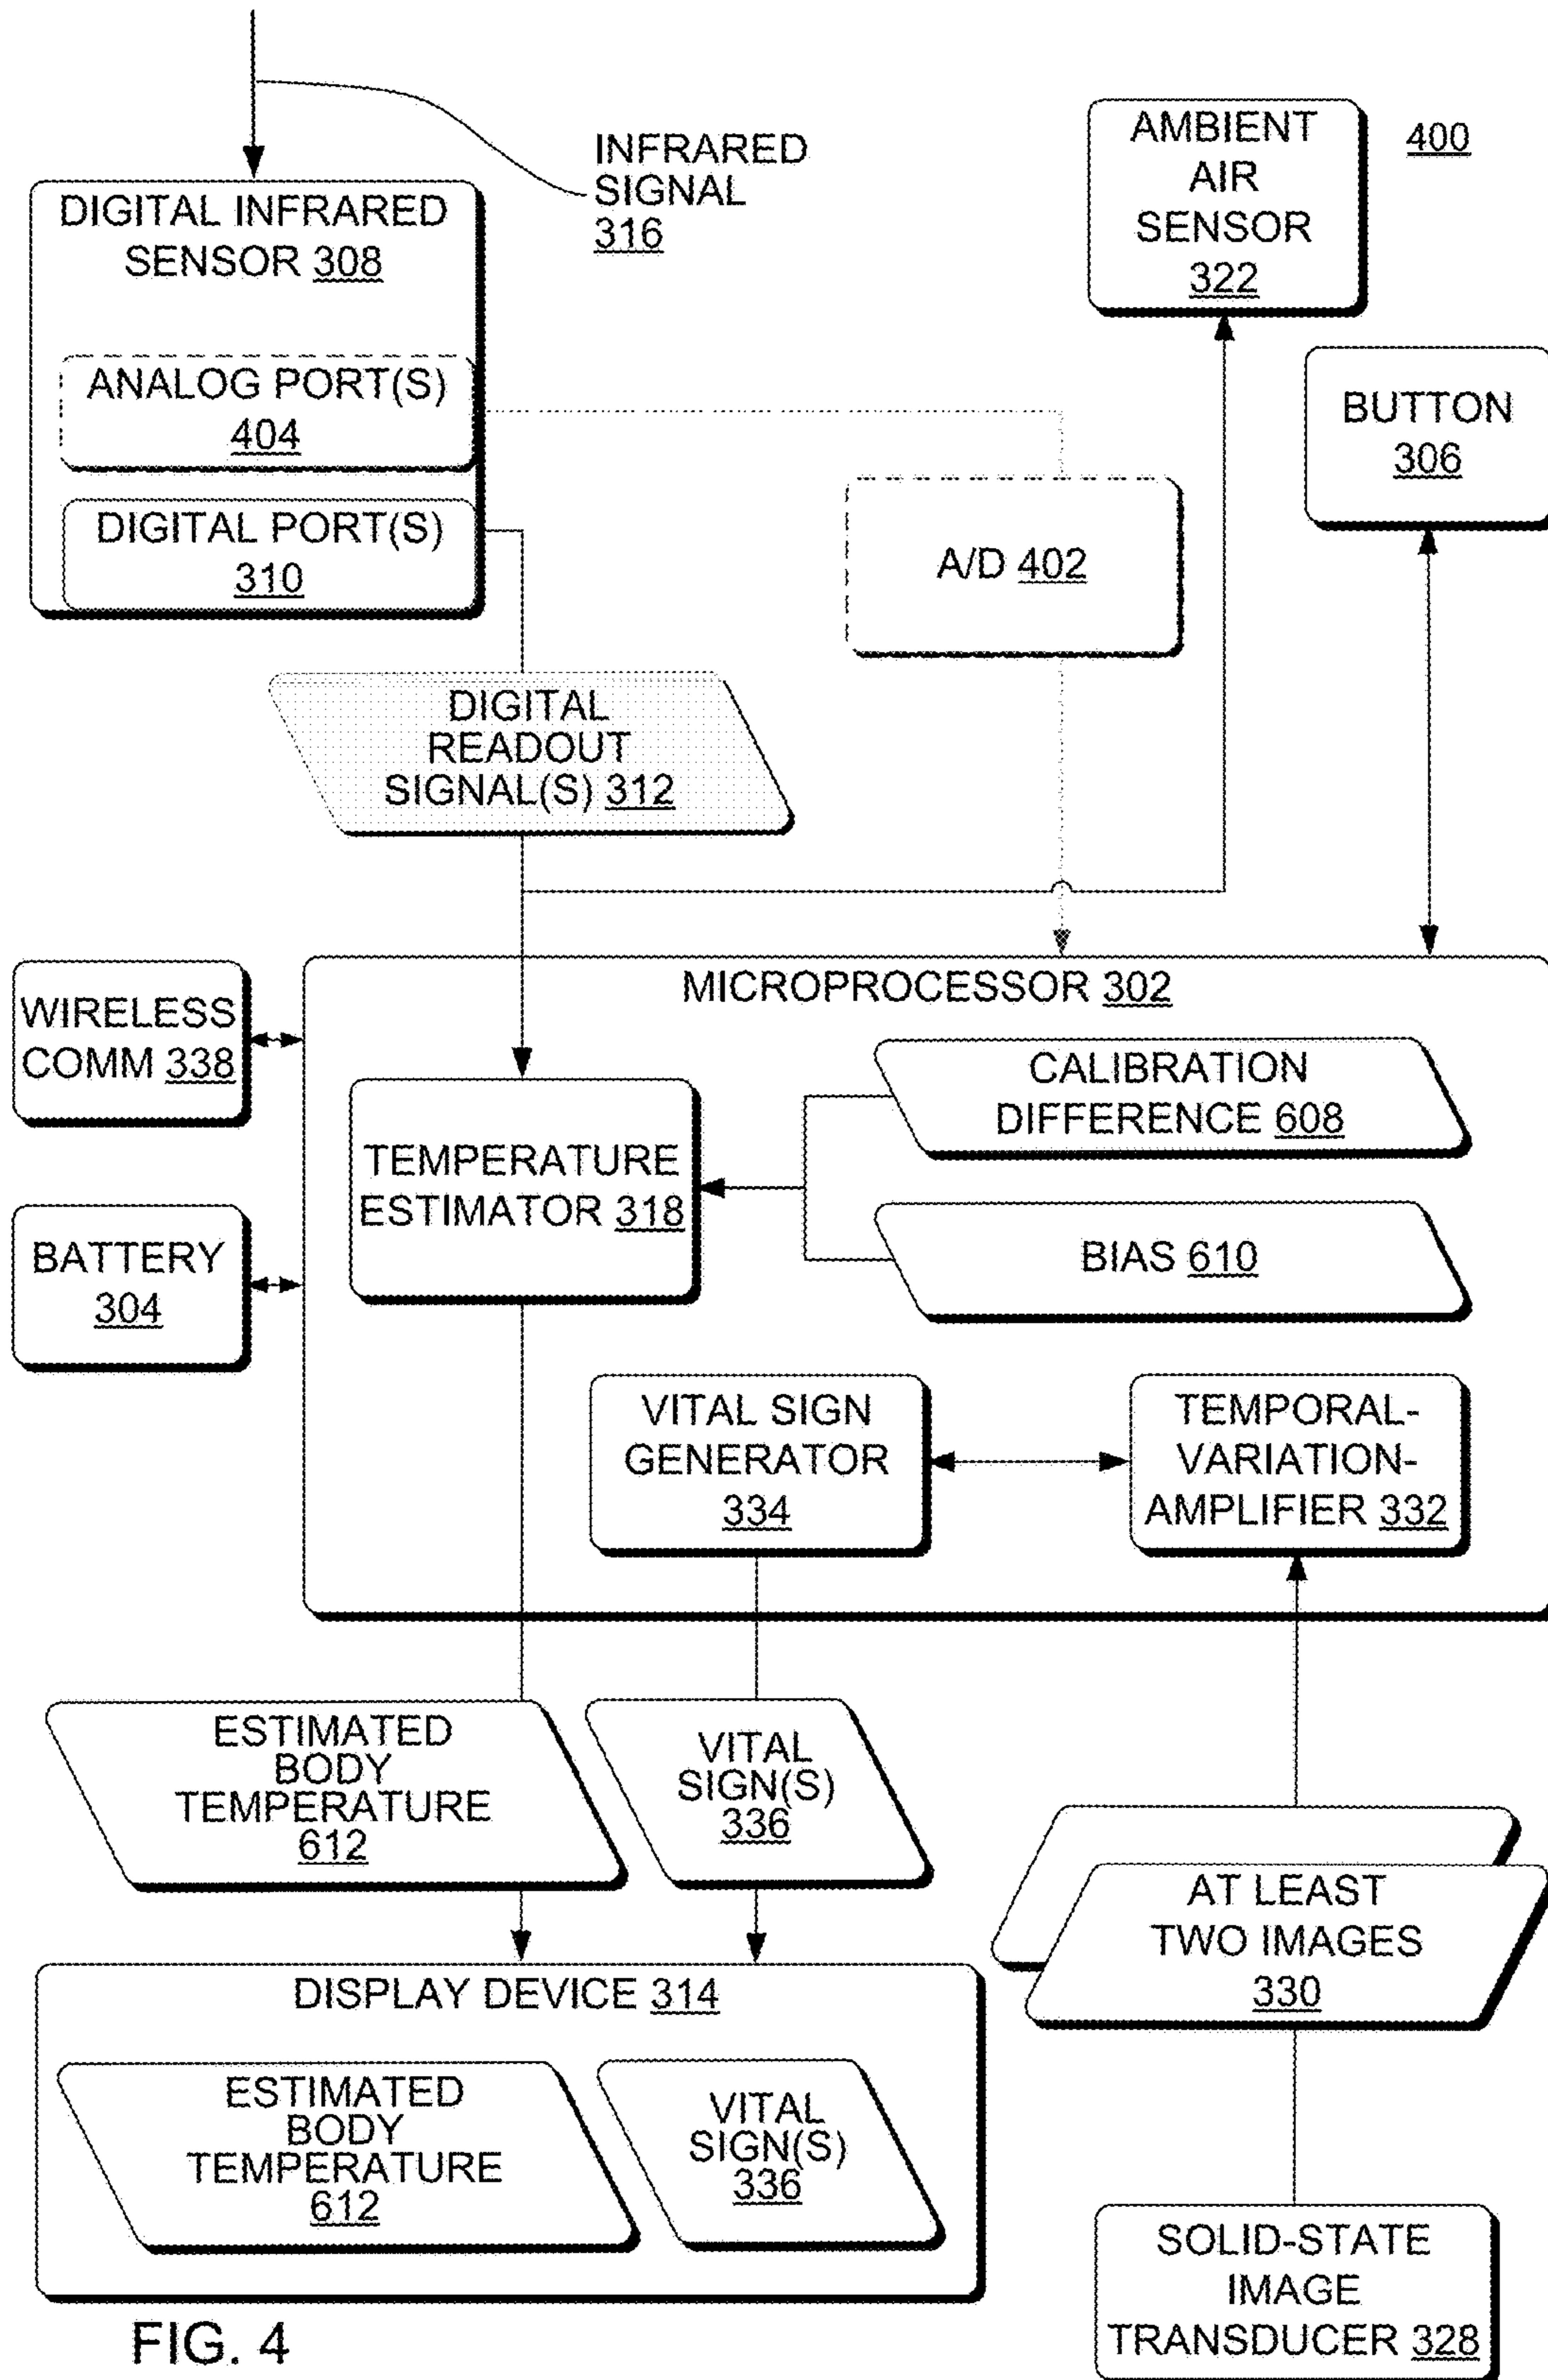 INFRARED
SIGNAL
316
AMBIENT
AIR
SENSOR
322
400
DIGITAL INFRARED
SENSOR 308
ANALOG PORT(S)
404
DIGITAL PORT(S)
310
BUTTON
306
A/D 402
DIGITAL
READOUT
SIGNAL(S) 312
MICROPROCESSOR 302
WIRELESS
COMM 338
CALIBRATION
DIFFERENCE 608
TEMPERATURE
ESTIMATOR 318
BATTERY
304
BIAS 610
VITAL SIGN
GENERATOR
334
TEMPORAL-
VARIATION-
AMPLIFIER 332
ESTIMATED
BODY
TEMPERATURE
612
VITAL
SIGN(S)
336
AT LEAST
TWO IMAGES
330
DISPLAY DEVICE 314
ESTIMATED
BODY
TEMPERATURE
612
VITAL
SIGN(S)
336
SOLID-STATE
IMAGE
TRANSDUCER 328
FIG. 4